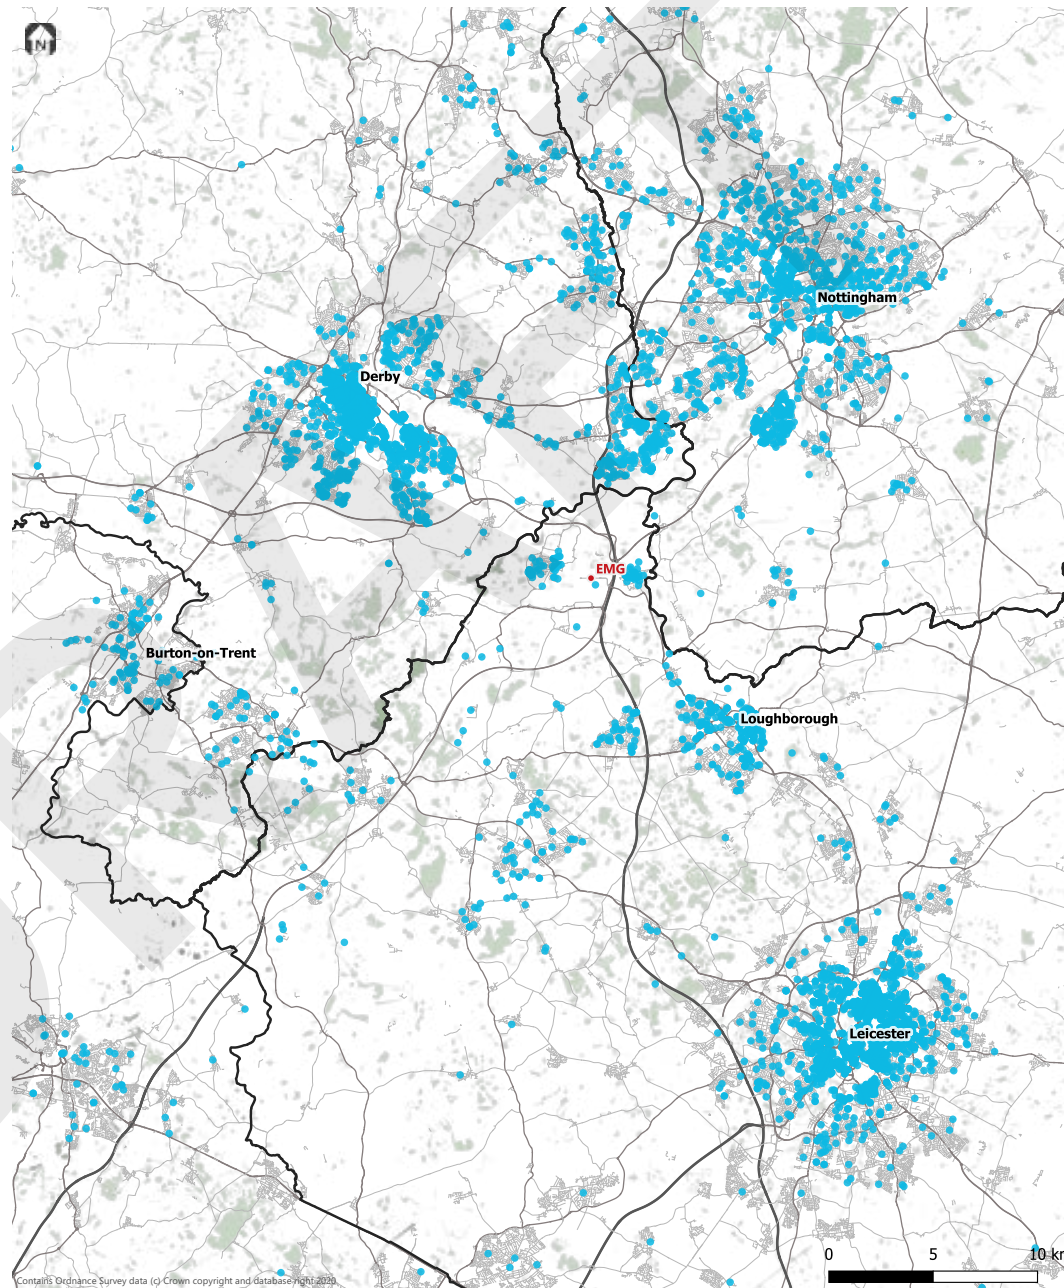 N
Nottingham
Derby
EMG
Burton-on-Trent
Loughborough
Leicester
0 5 10 km
Contains Ordnance Survey data (c) Crown copyright and database right 2020